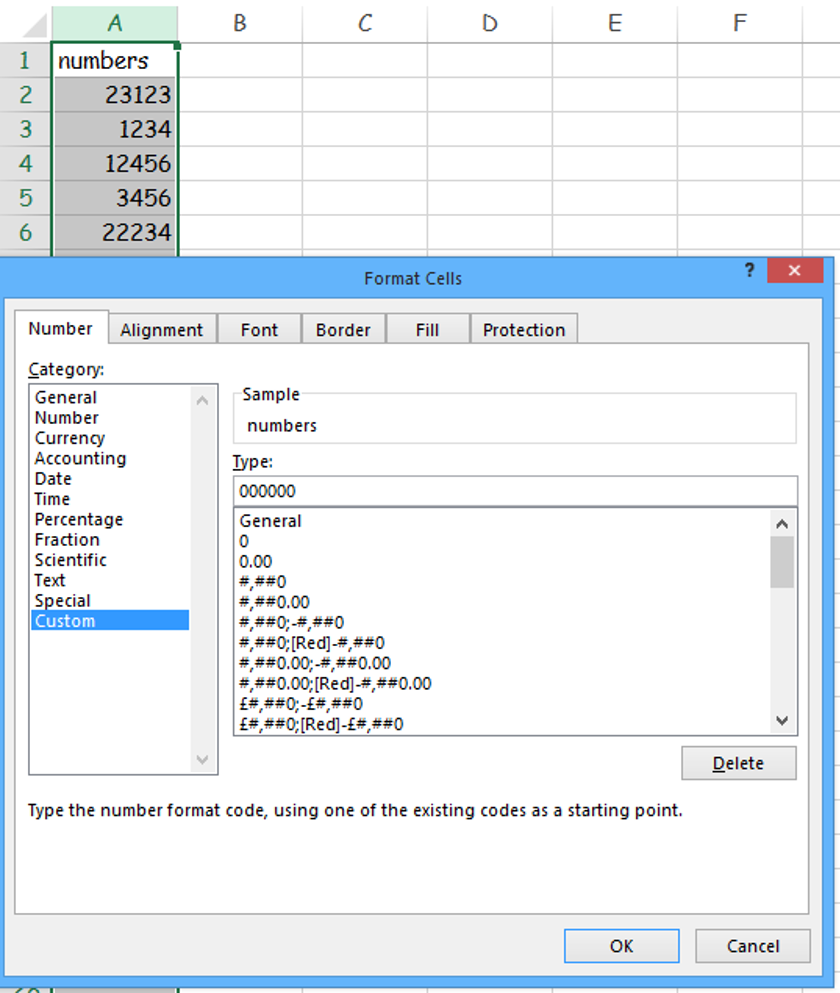 A B C D E F
1 numbers
2 23123
3 1234
4 12456
5 3456
6 22234
Format Cells ?
Number Alignment Font Border Fill Protection
Category:
General
Number
Currency
Accounting
Date
Time
Percentage
Fraction
Scientific
Text
Special
Custom
Sample
numbers
Type:
000000
General
0
0.00
#,##0
#,##0.00
#,##0;-#,##0
#,##0;[Red]-#,##0
#,##0.00;-#,##0.00
#,##0.00;[Red]-#,##0.00
£#,##0;-£#,##0
£#,##0;[Red]-£#,##0
Delete
Type the number format code, using one of the existing codes as a starting point.
OK Cancel